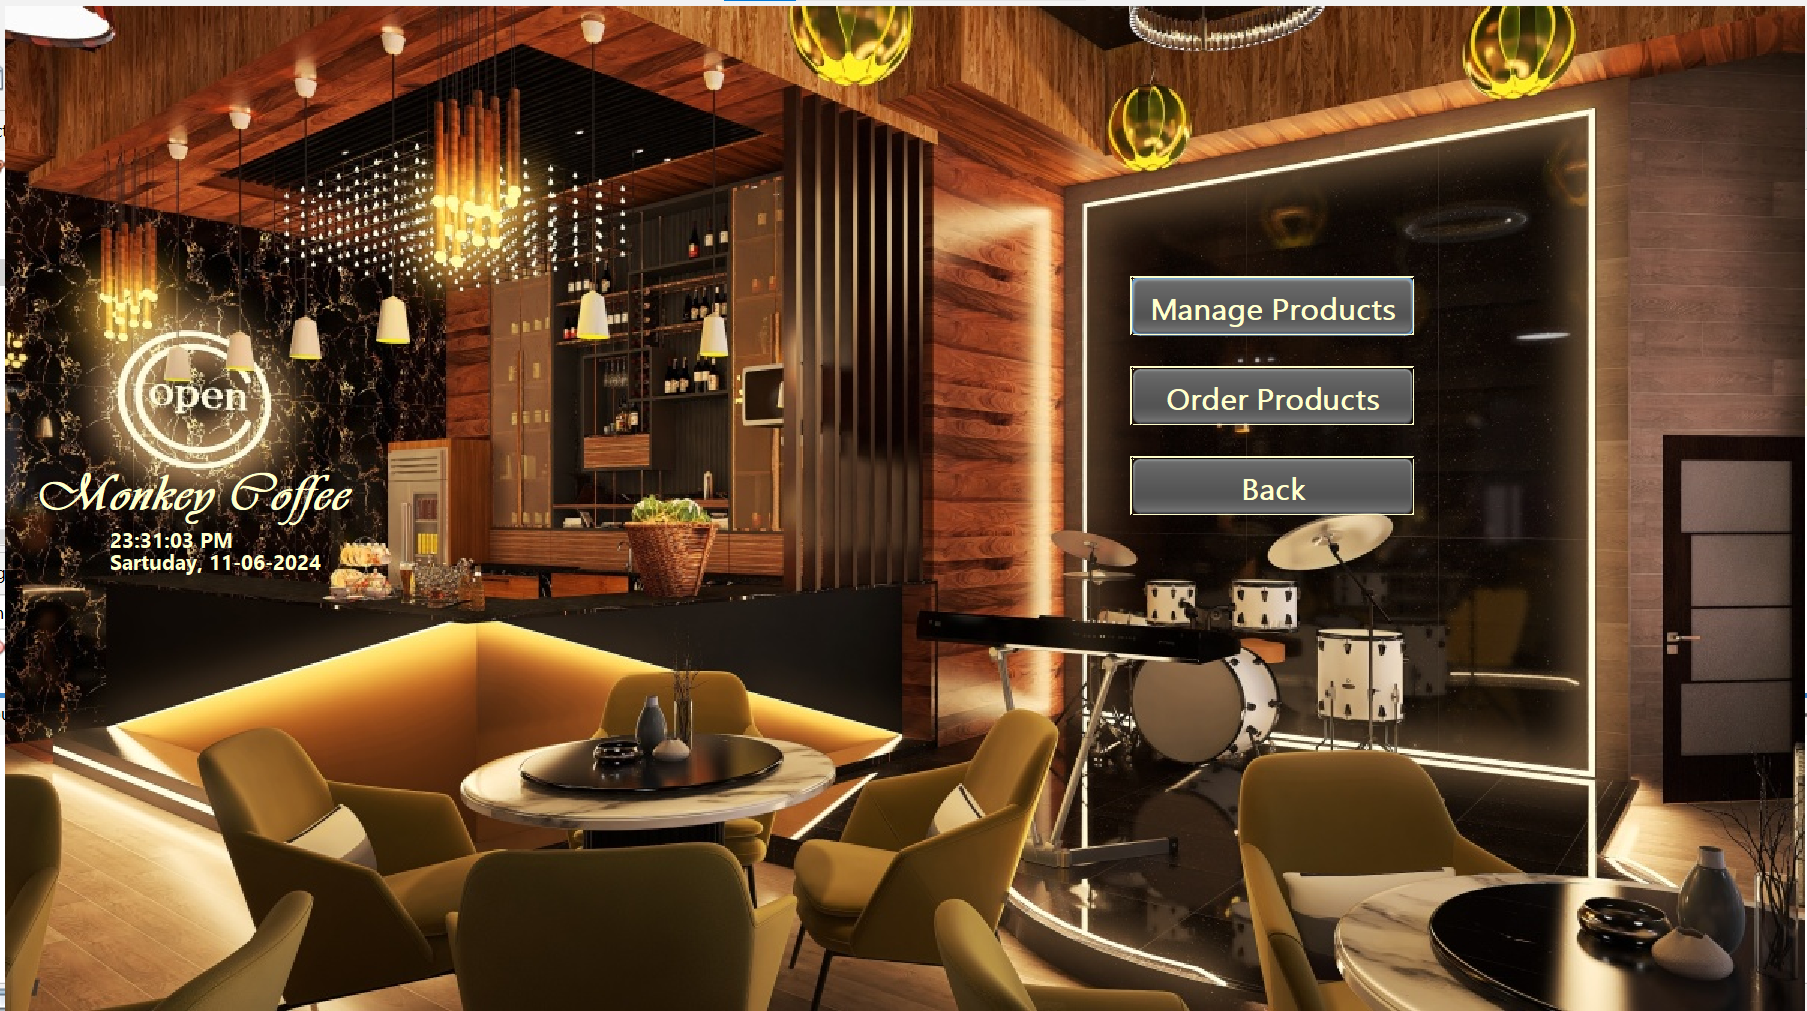 open
Monkey Coffee
23:31:03 PM
Sartuday, 11-06-2024
Manage Products
Order Products
Back